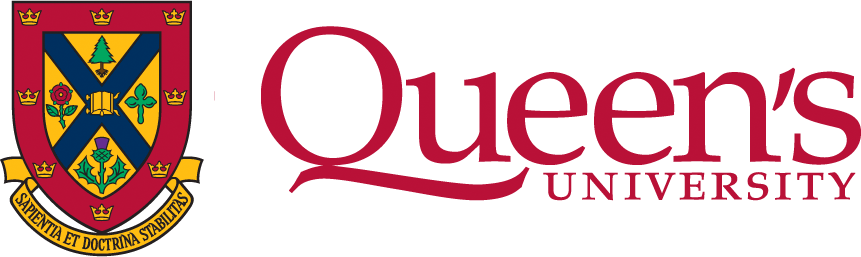 SAPIENTIA ET DOCTRINA STABILITAS
Queen's
UNIVERSITY